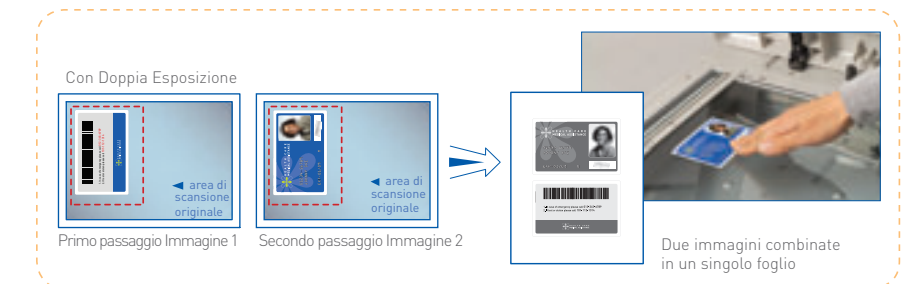 Con Doppia Esposizione
◄ area di
scansione
originale
Primo passaggio Immagine 1
◄ area di
scansione
originale
Secondo passaggio Immagine 2
Due immagini combinate
in un singolo foglio